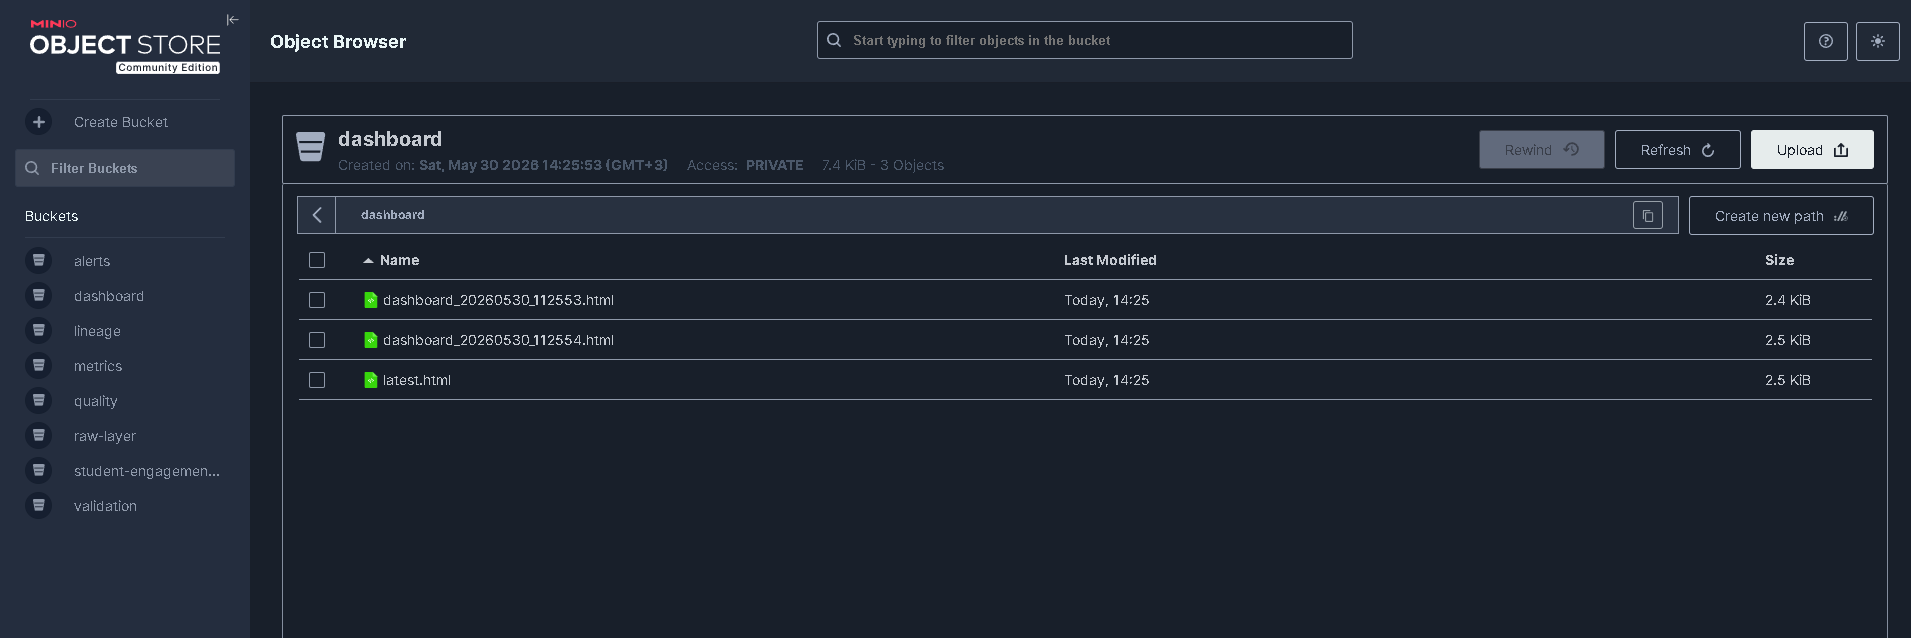 MINIO
OBJECT STORE
Community Edition
Create Bucket
Filter Buckets
Buckets
alerts
dashboard
lineage
metrics
quality
raw-layer
student-engagemen...
validation
Object Browser
Start typing to filter objects in the bucket
dashboard
Created on: Sat, May 30 2026 14:25:53 (GMT+3) Access: PRIVATE 7.4 KiB - 3 Objects
Rewind Refresh Upload
dashboard
Create new path
Name Last Modified Size
dashboard_20260530_112553.html Today, 14:25 2.4 KiB
dashboard_20260530_112554.html Today, 14:25 2.5 KiB
latest.html Today, 14:25 2.5 KiB